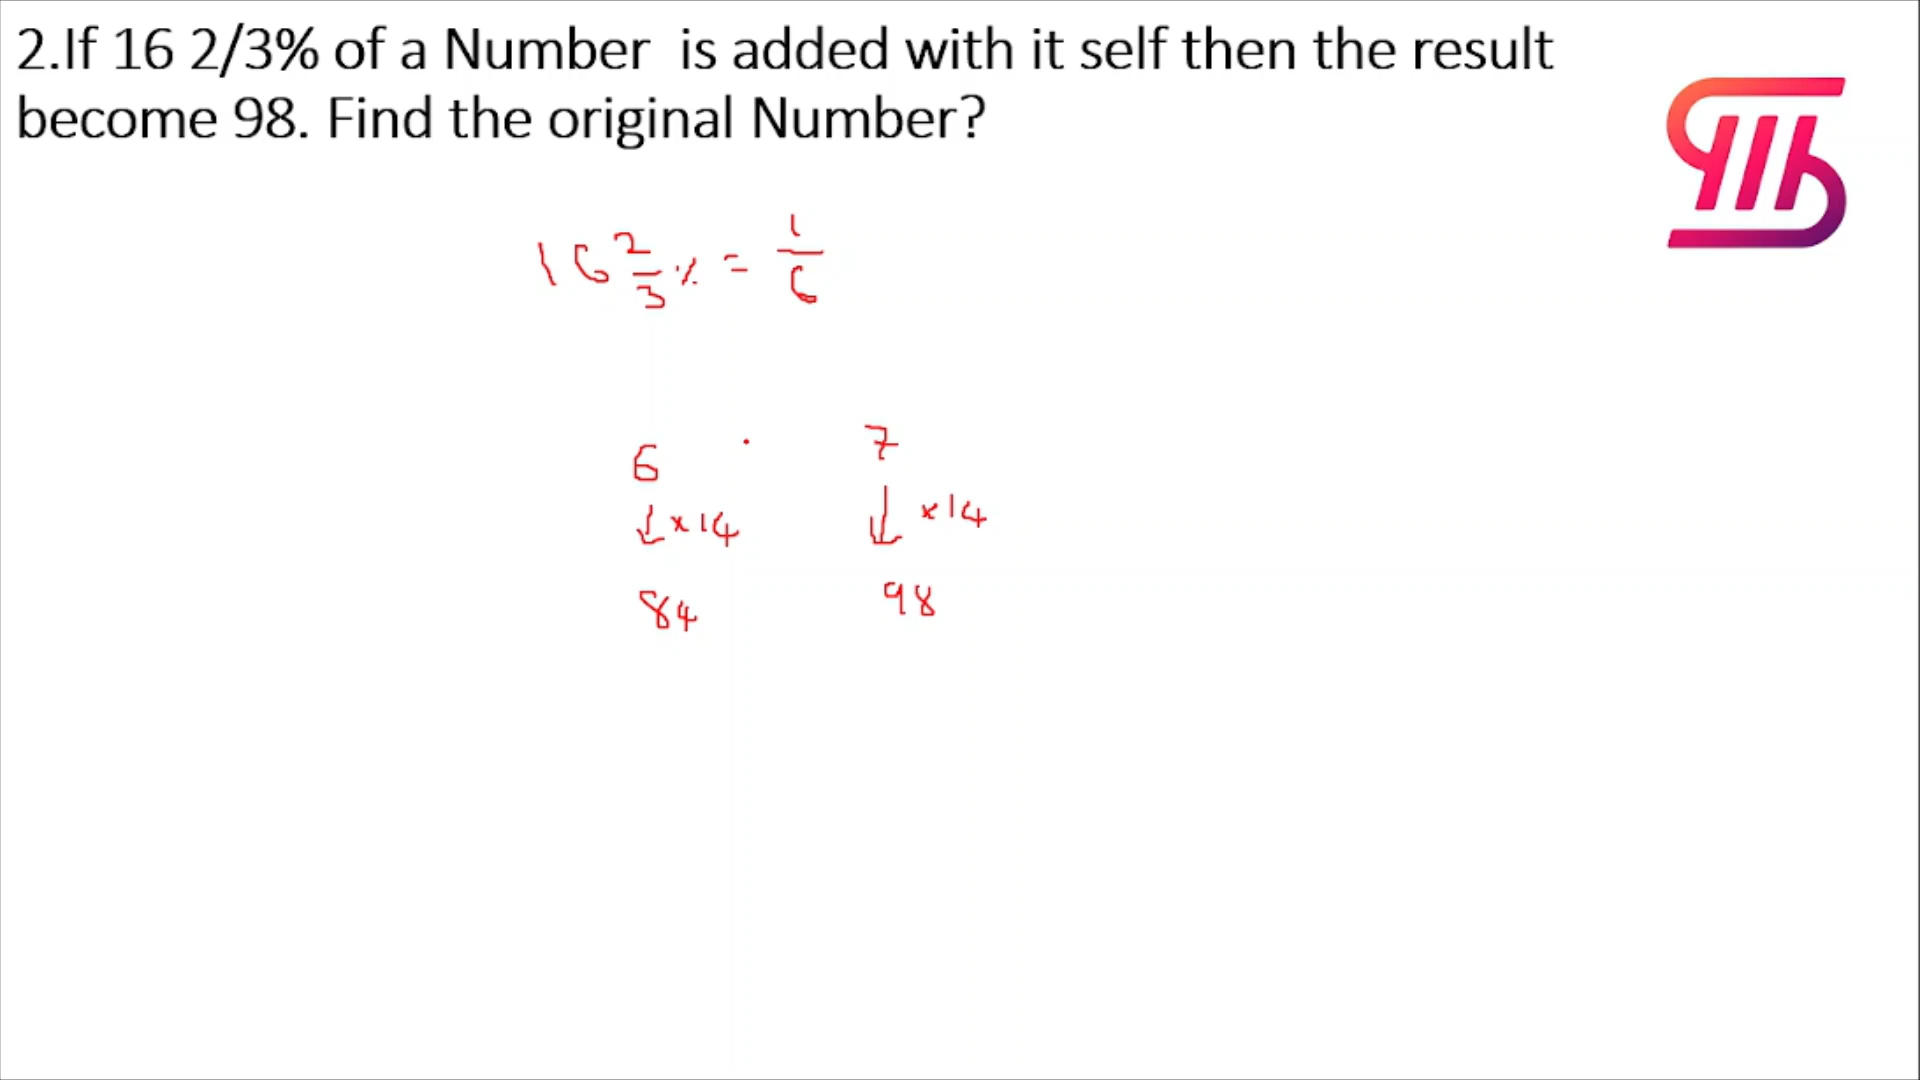 2.If 16 2/3% of a Number is added with it self then the result
become 98. Find the original Number?
16 2/3 % = 1/6
6 7
↓ ×14 ↓ ×14
84 98